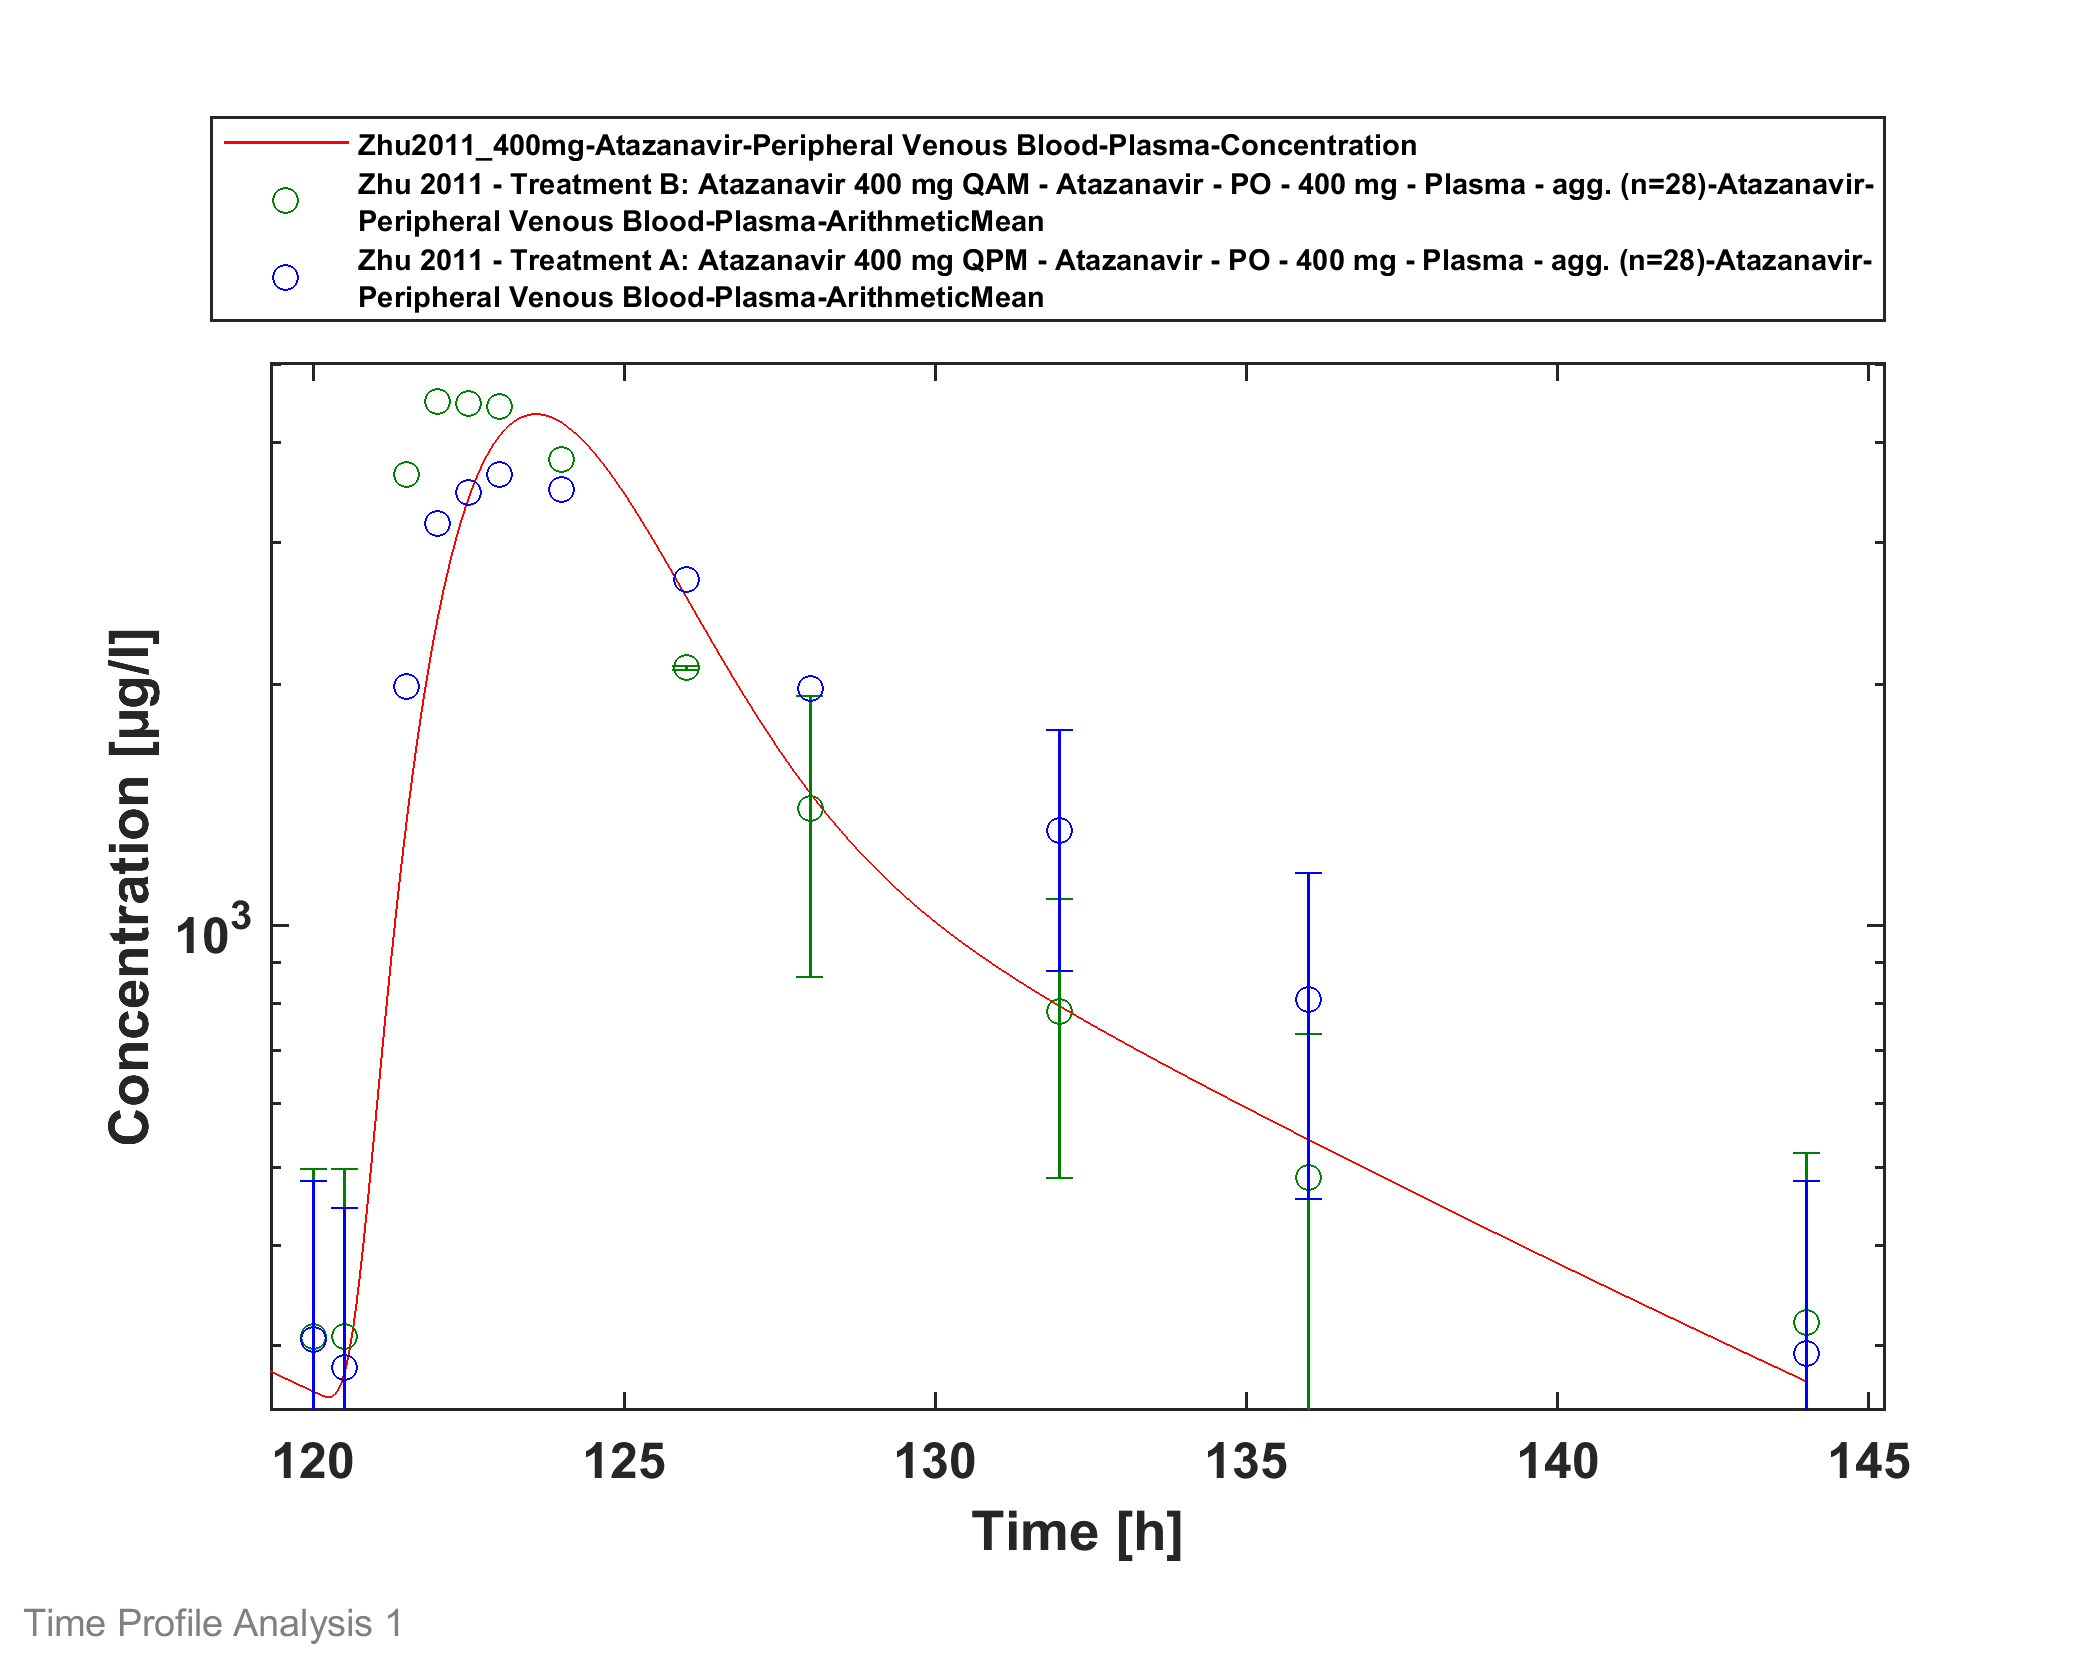 Zhu2011_400mg-Atazanavir-Peripheral Venous Blood-Plasma-Concentration
Zhu 2011 - Treatment B: Atazanavir 400 mg QAM - Atazanavir - PO - 400 mg - Plasma - agg. (n=28)-Atazanavir-
Peripheral Venous Blood-Plasma-ArithmeticMean
Zhu 2011 - Treatment A: Atazanavir 400 mg QPM - Atazanavir - PO - 400 mg - Plasma - agg. (n=28)-Atazanavir-
Peripheral Venous Blood-Plasma-ArithmeticMean
Concentration [µg/l]
10^3
120 125 130 135 140 145
Time [h]
Time Profile Analysis 1